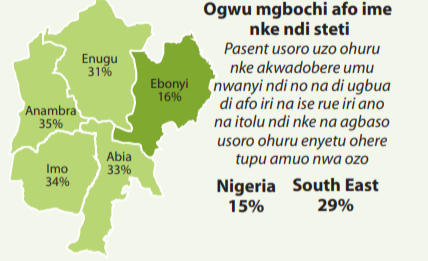 Ogwu mgbochi afo ime
nke ndi steti
Pasent usoro uzo ohuru
nke akwadobere umu
nwanyi ndi no na di ugbua
di afo iri na ise rue iri ano
na itolu ndi nke na agbaso
usoro ohuru enyetu ohere
tupu amuo nwa ozo
Enugu
31%
Ebonyi
16%
Anambra
35%
Abia
33%
Imo
34%
Nigeria South East
15% 29%